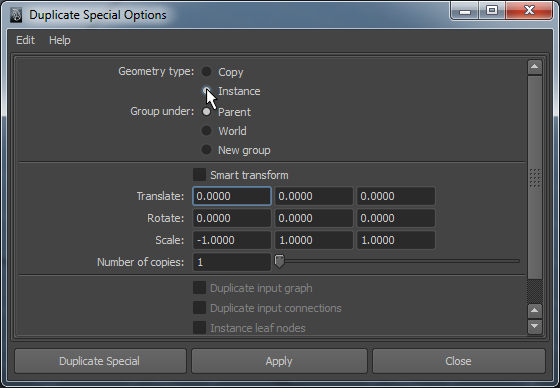 Duplicate Special Options
Edit Help
Geometry type: Copy
Instance
Group under: Parent
World
New group
Smart transform
Translate: 0.0000 0.0000 0.0000
Rotate: 0.0000 0.0000 0.0000
Scale: -1.0000 1.0000 1.0000
Number of copies: 1
Duplicate input graph
Duplicate input connections
Instance leaf nodes
Duplicate Special Apply Close